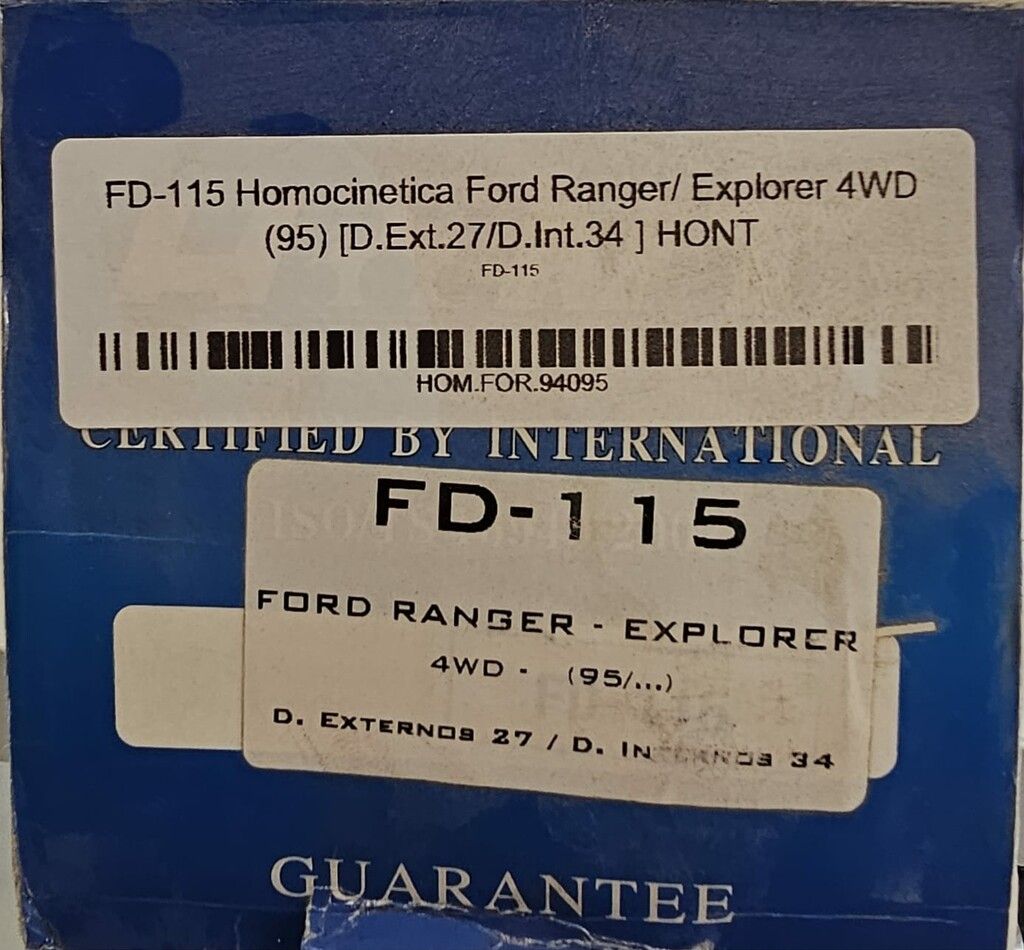 FD-115 Homocinetica Ford Ranger/ Explorer 4WD
(95) [D.Ext.27/D.Int.34 ] HONT
FD-115
HOM.FOR.94095
CERTIFIED BY INTERNATIONAL
FD-115
FORD RANGER - EXPLORER
4WD - (95/...)
D. EXTERNOS 27 / D. INTERNOS 34
GUARANTEE